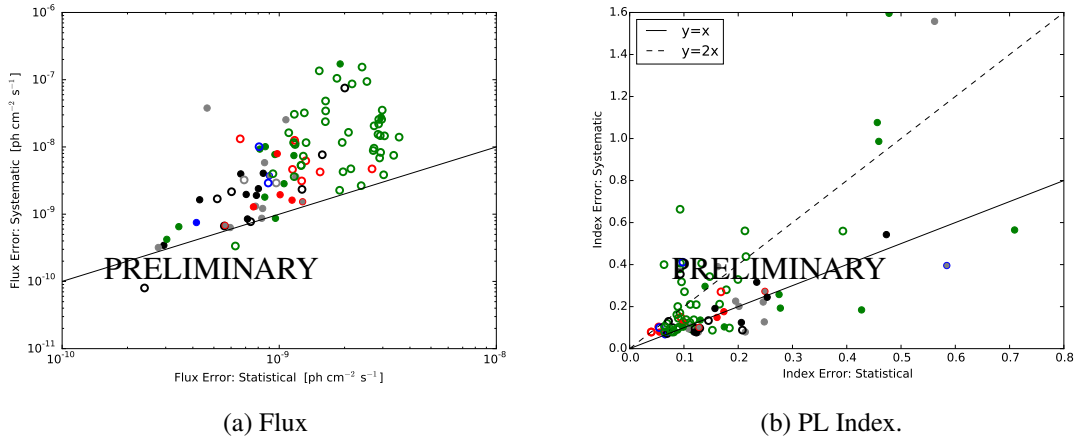 10^-6
10^-7
10^-8
10^-9
10^-10
10^-11
Flux Error: Systematic [ph cm^-2 s^-1]
PRELIMINARY
10^-10
10^-9
10^-8
Flux Error: Statistical [ph cm^-2 s^-1]
(a) Flux
1.6
1.4
1.2
1.0
0.8
0.6
0.4
0.2
0.0
Index Error: Systematic
y=x
y=2x
PRELIMINARY
0.0 0.1 0.2 0.3 0.4 0.5 0.6 0.7 0.8
Index Error: Statistical
(b) PL Index.